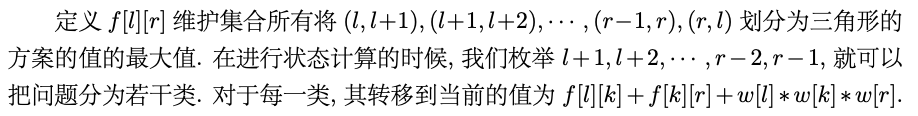 定义 f[l][r] 维护集合所有将 (l,l+1),(l+1,l+2),⋯,(r−1,r),(r,l) 划分为三角形的
方案的值的最大值. 在进行状态计算的时候, 我们枚举 l+1,l+2,⋯,r−2,r−1, 就可以
把问题分为若干类. 对于每一类, 其转移到当前的值为 f[l][k]+f[k][r]+w[l]∗w[k]∗w[r].